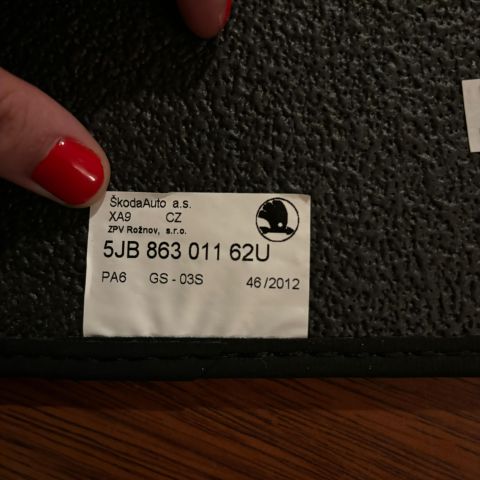 ŠkodaAuto a.s.
XA9 CZ
ZPV Rožnov, s.r.o.
5JB 863 011 62U
PA6 GS - 03S 46/2012